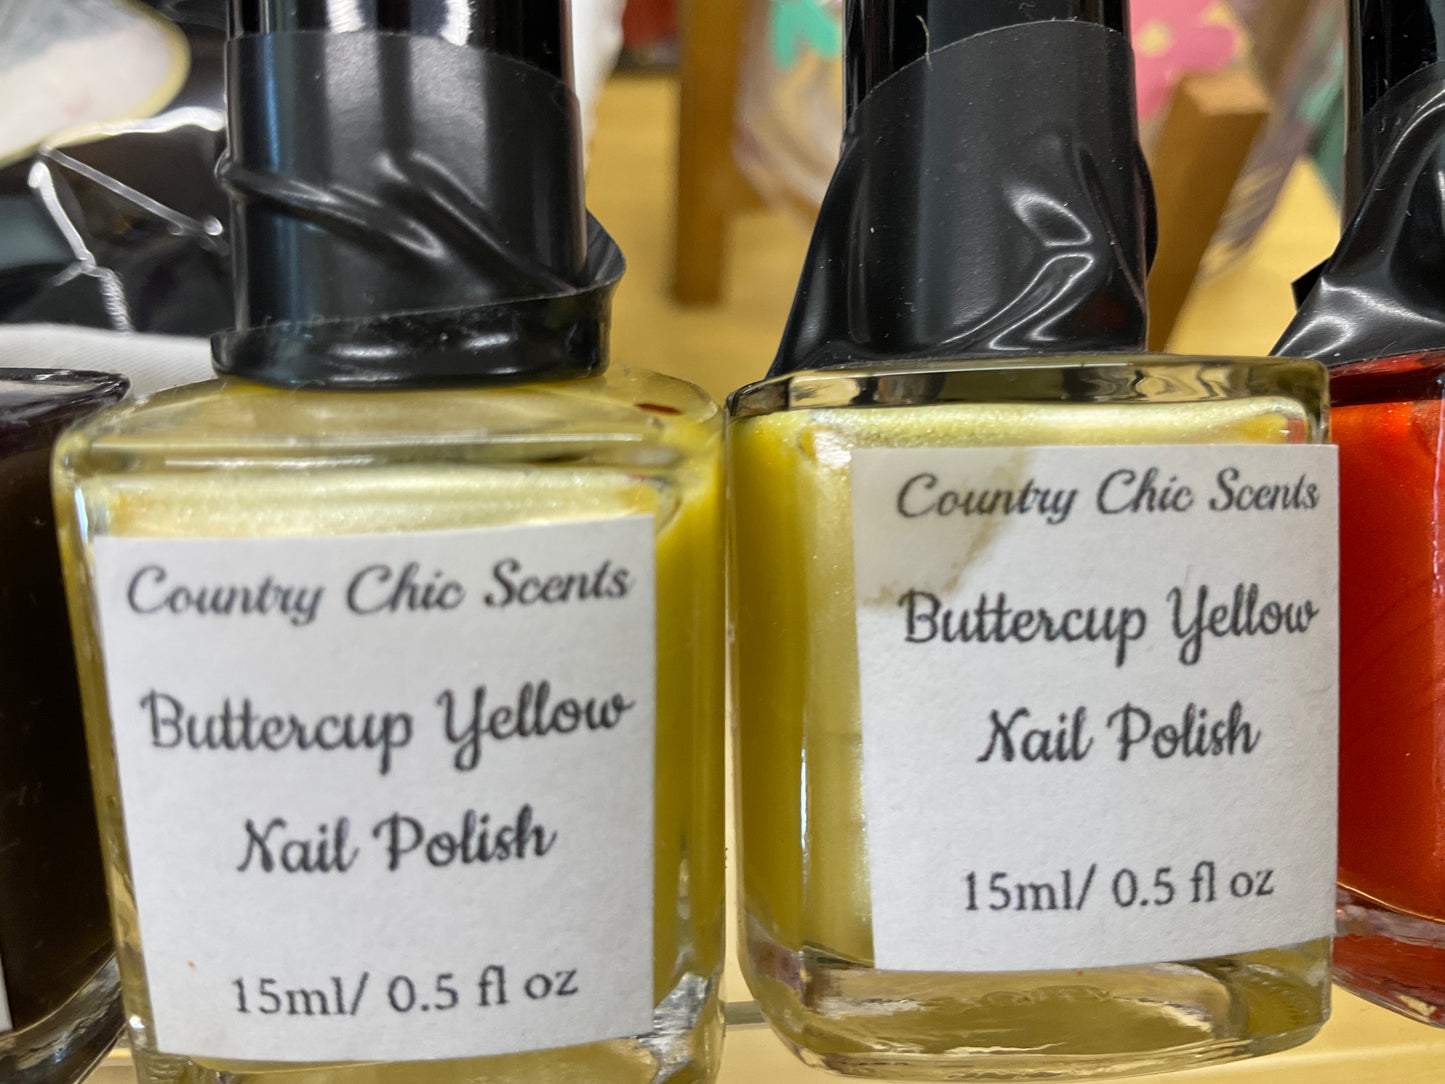 Country Chic Scents
Buttercup Yellow
Nail Polish
15ml/ 0.5 fl oz
Country Chic Scents
Buttercup Yellow
Nail Polish
15ml/ 0.5 fl oz